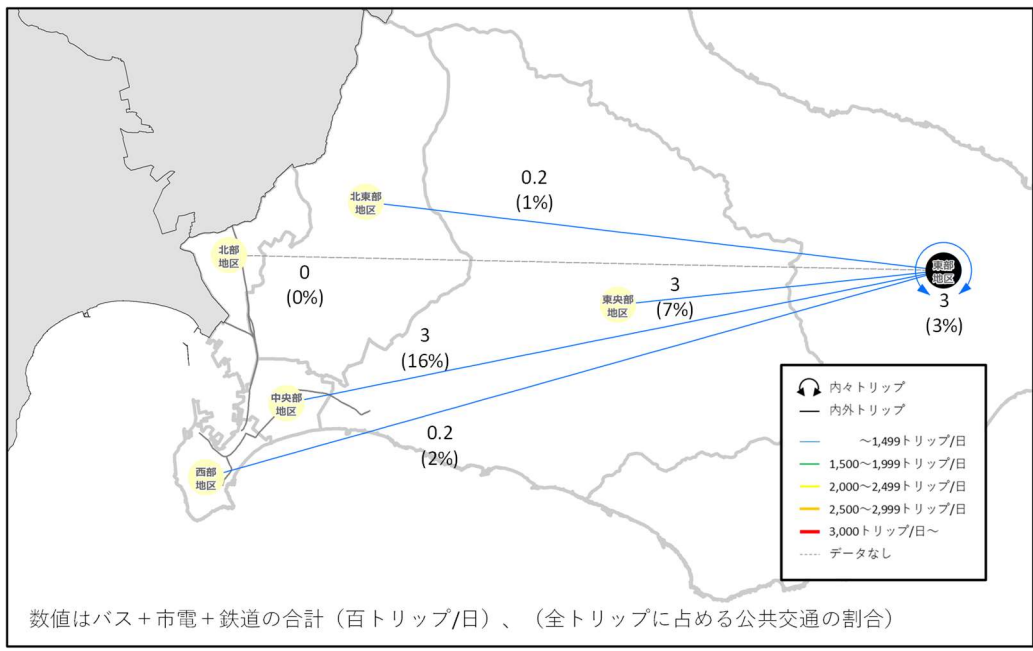 0.2
(1%)
北東部
地区
北部
地区
0
(0%)
東部
地区
3
(3%)
3
(7%)
東央部
地区
3
(16%)
中央部
地区
0.2
(2%)
西部
地区
内々トリップ
内外トリップ
～1,499トリップ/日
1,500～1,999トリップ/日
2,000～2,499トリップ/日
2,500～2,999トリップ/日
3,000トリップ/日～
データなし
数値はバス+市電+鉄道の合計（百トリップ/日）、（全トリップに占める公共交通の割合）